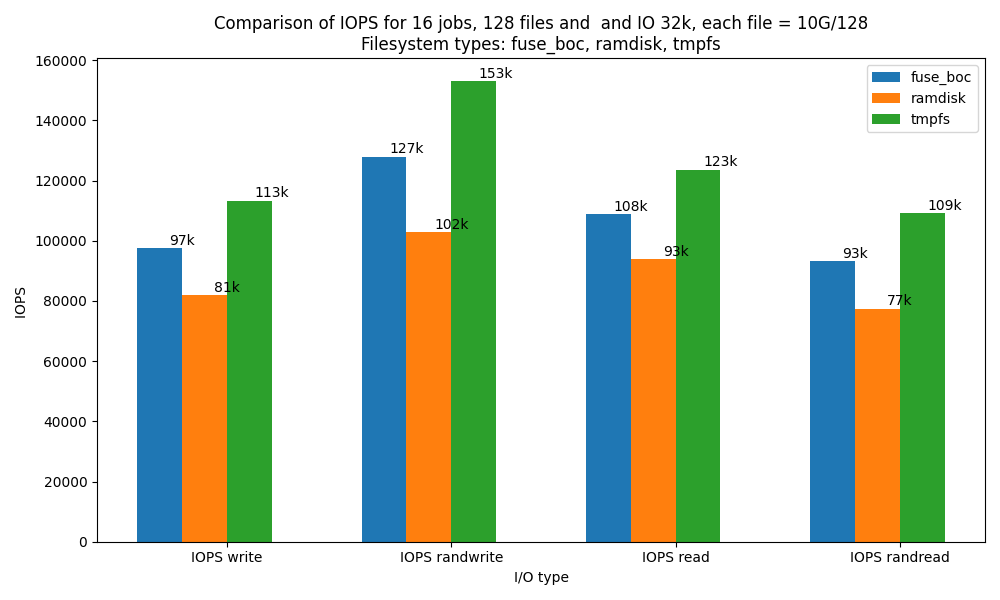 Comparison of IOPS for 16 jobs, 128 files and  and IO 32k, each file = 10G/128
Filesystem types: fuse_boc, ramdisk, tmpfs
fuse_boc
ramdisk
tmpfs
IOPS
160000
140000
120000
100000
80000
60000
40000
20000
0
97k
81k
113k
127k
102k
153k
108k
93k
123k
93k
77k
109k
IOPS write
IOPS randwrite
IOPS read
IOPS randread
I/O type